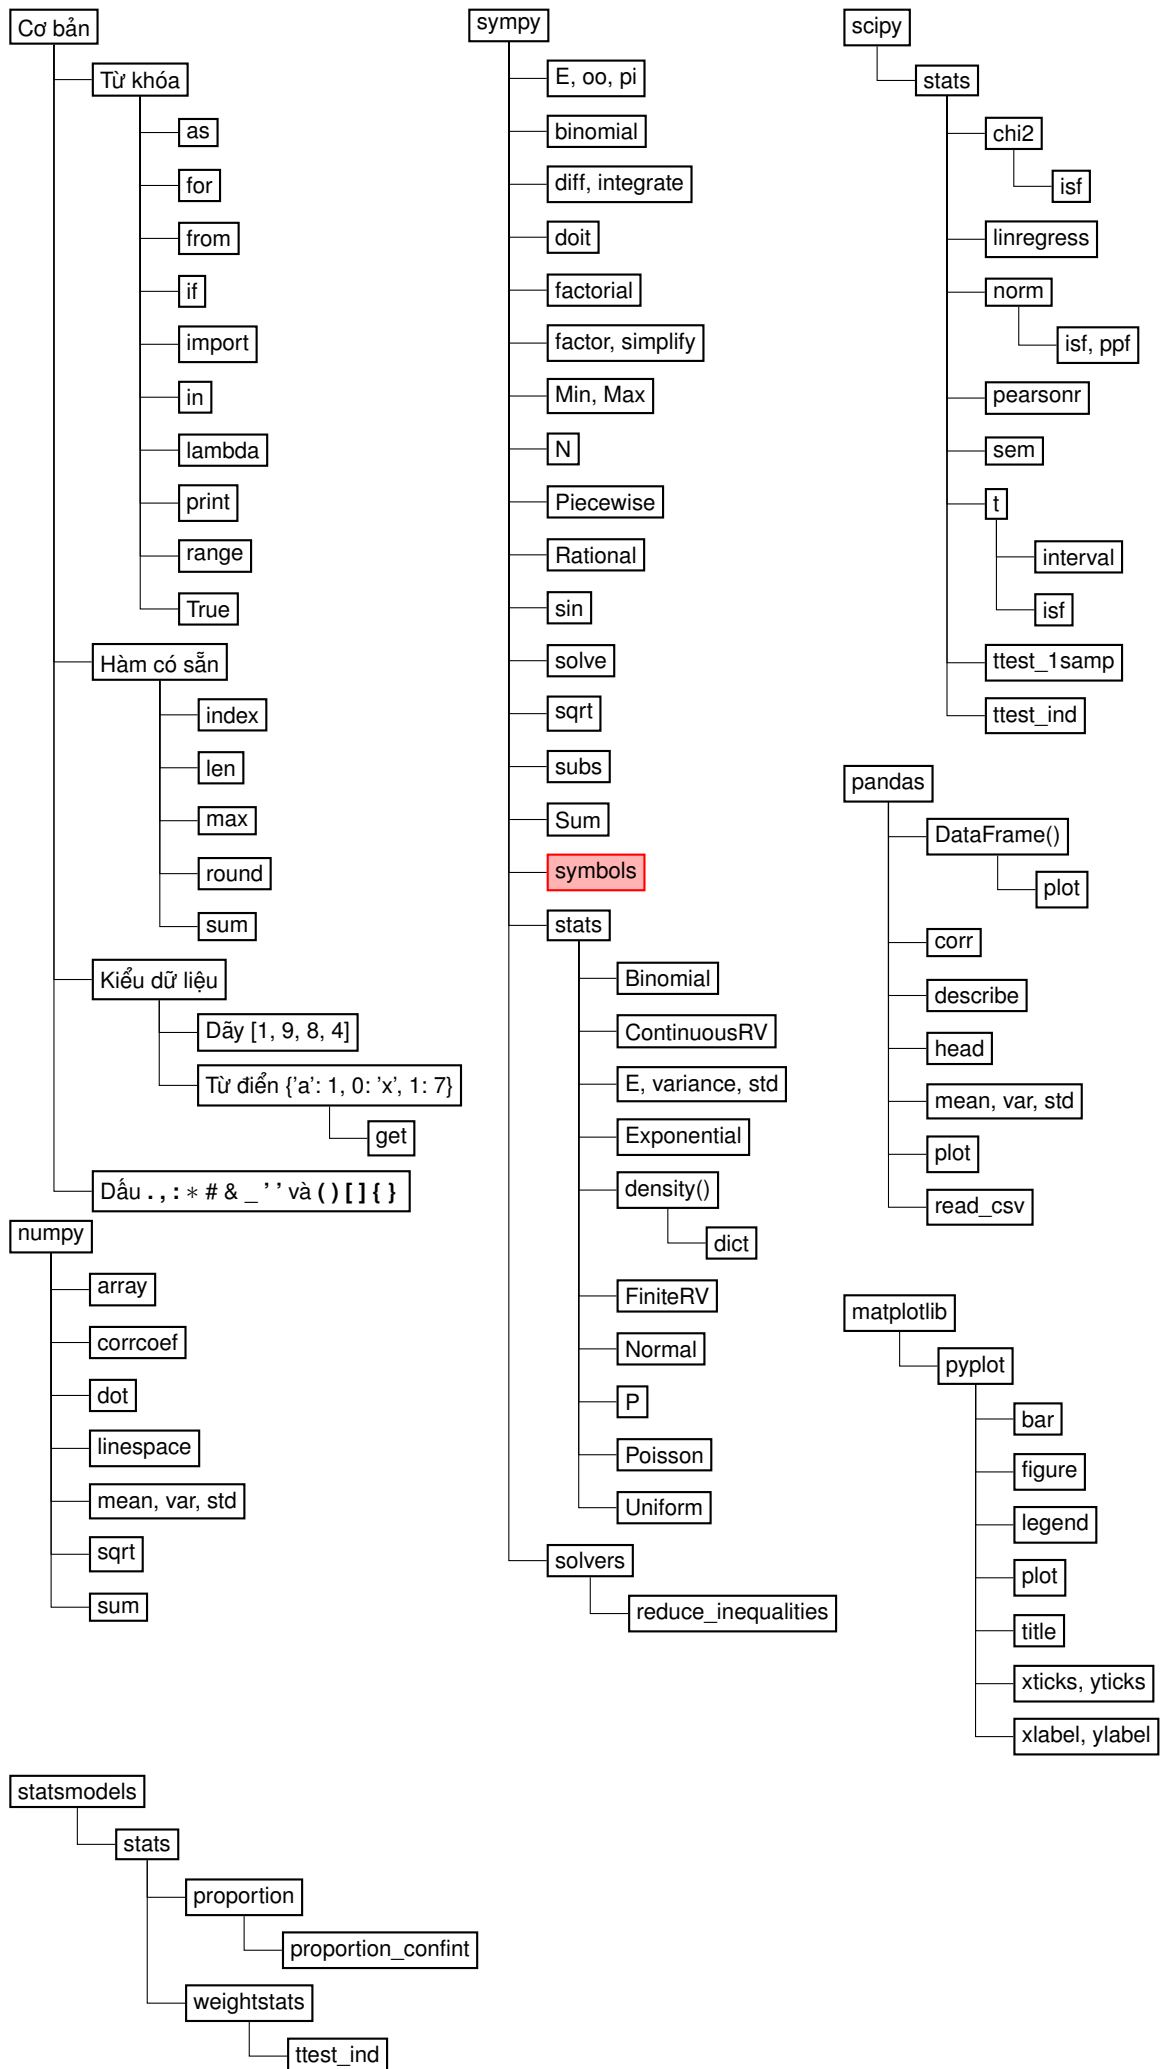 Cơ bản
Từ khóa
as
for
from
if
import
in
lambda
print
range
True
Hàm có sẵn
index
len
max
round
sum
Kiểu dữ liệu
Dãy [1, 9, 8, 4]
Từ điển {'a': 1, 0: 'x', 1: 7}
get
Dấu . , : * # & _ ' ' và ( ) [ ] { }
numpy
array
corrcoef
dot
linespace
mean, var, std
sqrt
sum
sympy
E, oo, pi
binomial
diff, integrate
doit
factorial
factor, simplify
Min, Max
N
Piecewise
Rational
sin
solve
sqrt
subs
Sum
symbols
stats
Binomial
ContinuousRV
E, variance, std
Exponential
density()
dict
FiniteRV
Normal
P
Poisson
Uniform
solvers
reduce_inequalities
scipy
stats
chi2
isf
linregress
norm
isf, ppf
pearsonr
sem
t
interval
isf
ttest_1samp
ttest_ind
pandas
DataFrame()
plot
corr
describe
head
mean, var, std
plot
read_csv
matplotlib
pyplot
bar
figure
legend
plot
title
xticks, yticks
xlabel, ylabel
statsmodels
stats
proportion
proportion_confint
weightstats
ttest_ind